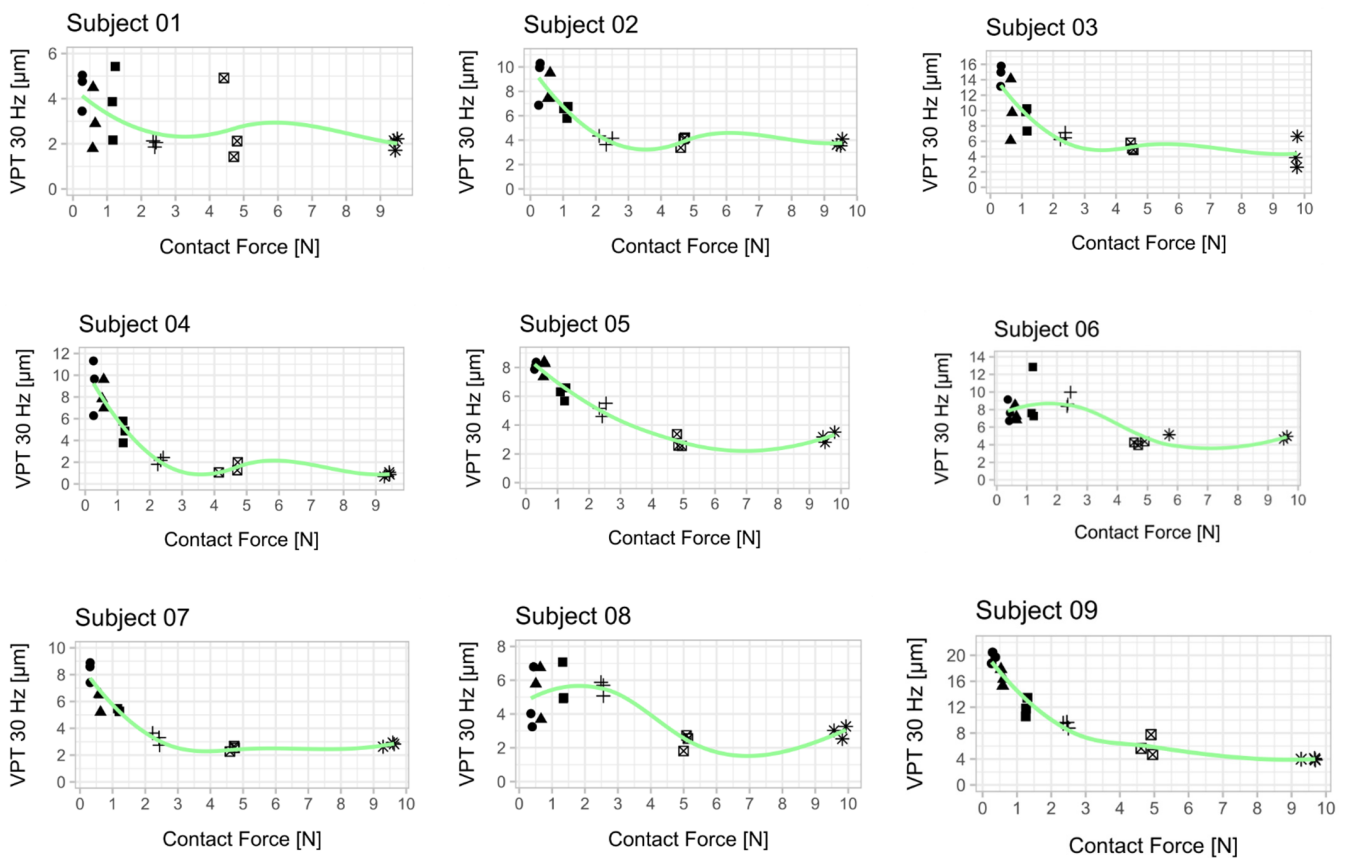 Subject 01
VPT 30 Hz [µm]
6
4
2
0
0 1 2 3 4 5 6 7 8 9
Contact Force [N]
Subject 02
VPT 30 Hz [µm]
10
8
6
4
2
0
0 1 2 3 4 5 6 7 8 9 10
Contact Force [N]
Subject 03
VPT 30 Hz [µm]
16
14
12
10
8
6
4
2
0
0 1 2 3 4 5 6 7 8 9 10
Contact Force [N]
Subject 04
VPT 30 Hz [µm]
12
10
8
6
4
2
0
0 1 2 3 4 5 6 7 8 9
Contact Force [N]
Subject 05
VPT 30 Hz [µm]
8
6
4
2
0
0 1 2 3 4 5 6 7 8 9 10
Contact Force [N]
Subject 06
VPT 30 Hz [µm]
14
12
10
8
6
4
2
0
0 1 2 3 4 5 6 7 8 9 10
Contact Force [N]
Subject 07
VPT 30 Hz [µm]
10
8
6
4
2
0
0 1 2 3 4 5 6 7 8 9 10
Contact Force [N]
Subject 08
VPT 30 Hz [µm]
8
6
4
2
0
0 1 2 3 4 5 6 7 8 9 10
Contact Force [N]
Subject 09
VPT 30 Hz [µm]
20
16
12
8
4
0
0 1 2 3 4 5 6 7 8 9 10
Contact Force [N]